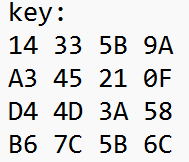 key:
14 33 5B 9A
A3 45 21 0F
D4 4D 3A 58
B6 7C 5B 6C